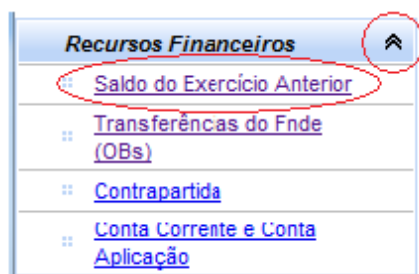 Recursos Financeiros
Saldo do Exercício Anterior
Transferêncas do Fnde
(OBs)
Contrapartida
Conta Corrente e Conta
Aplicação